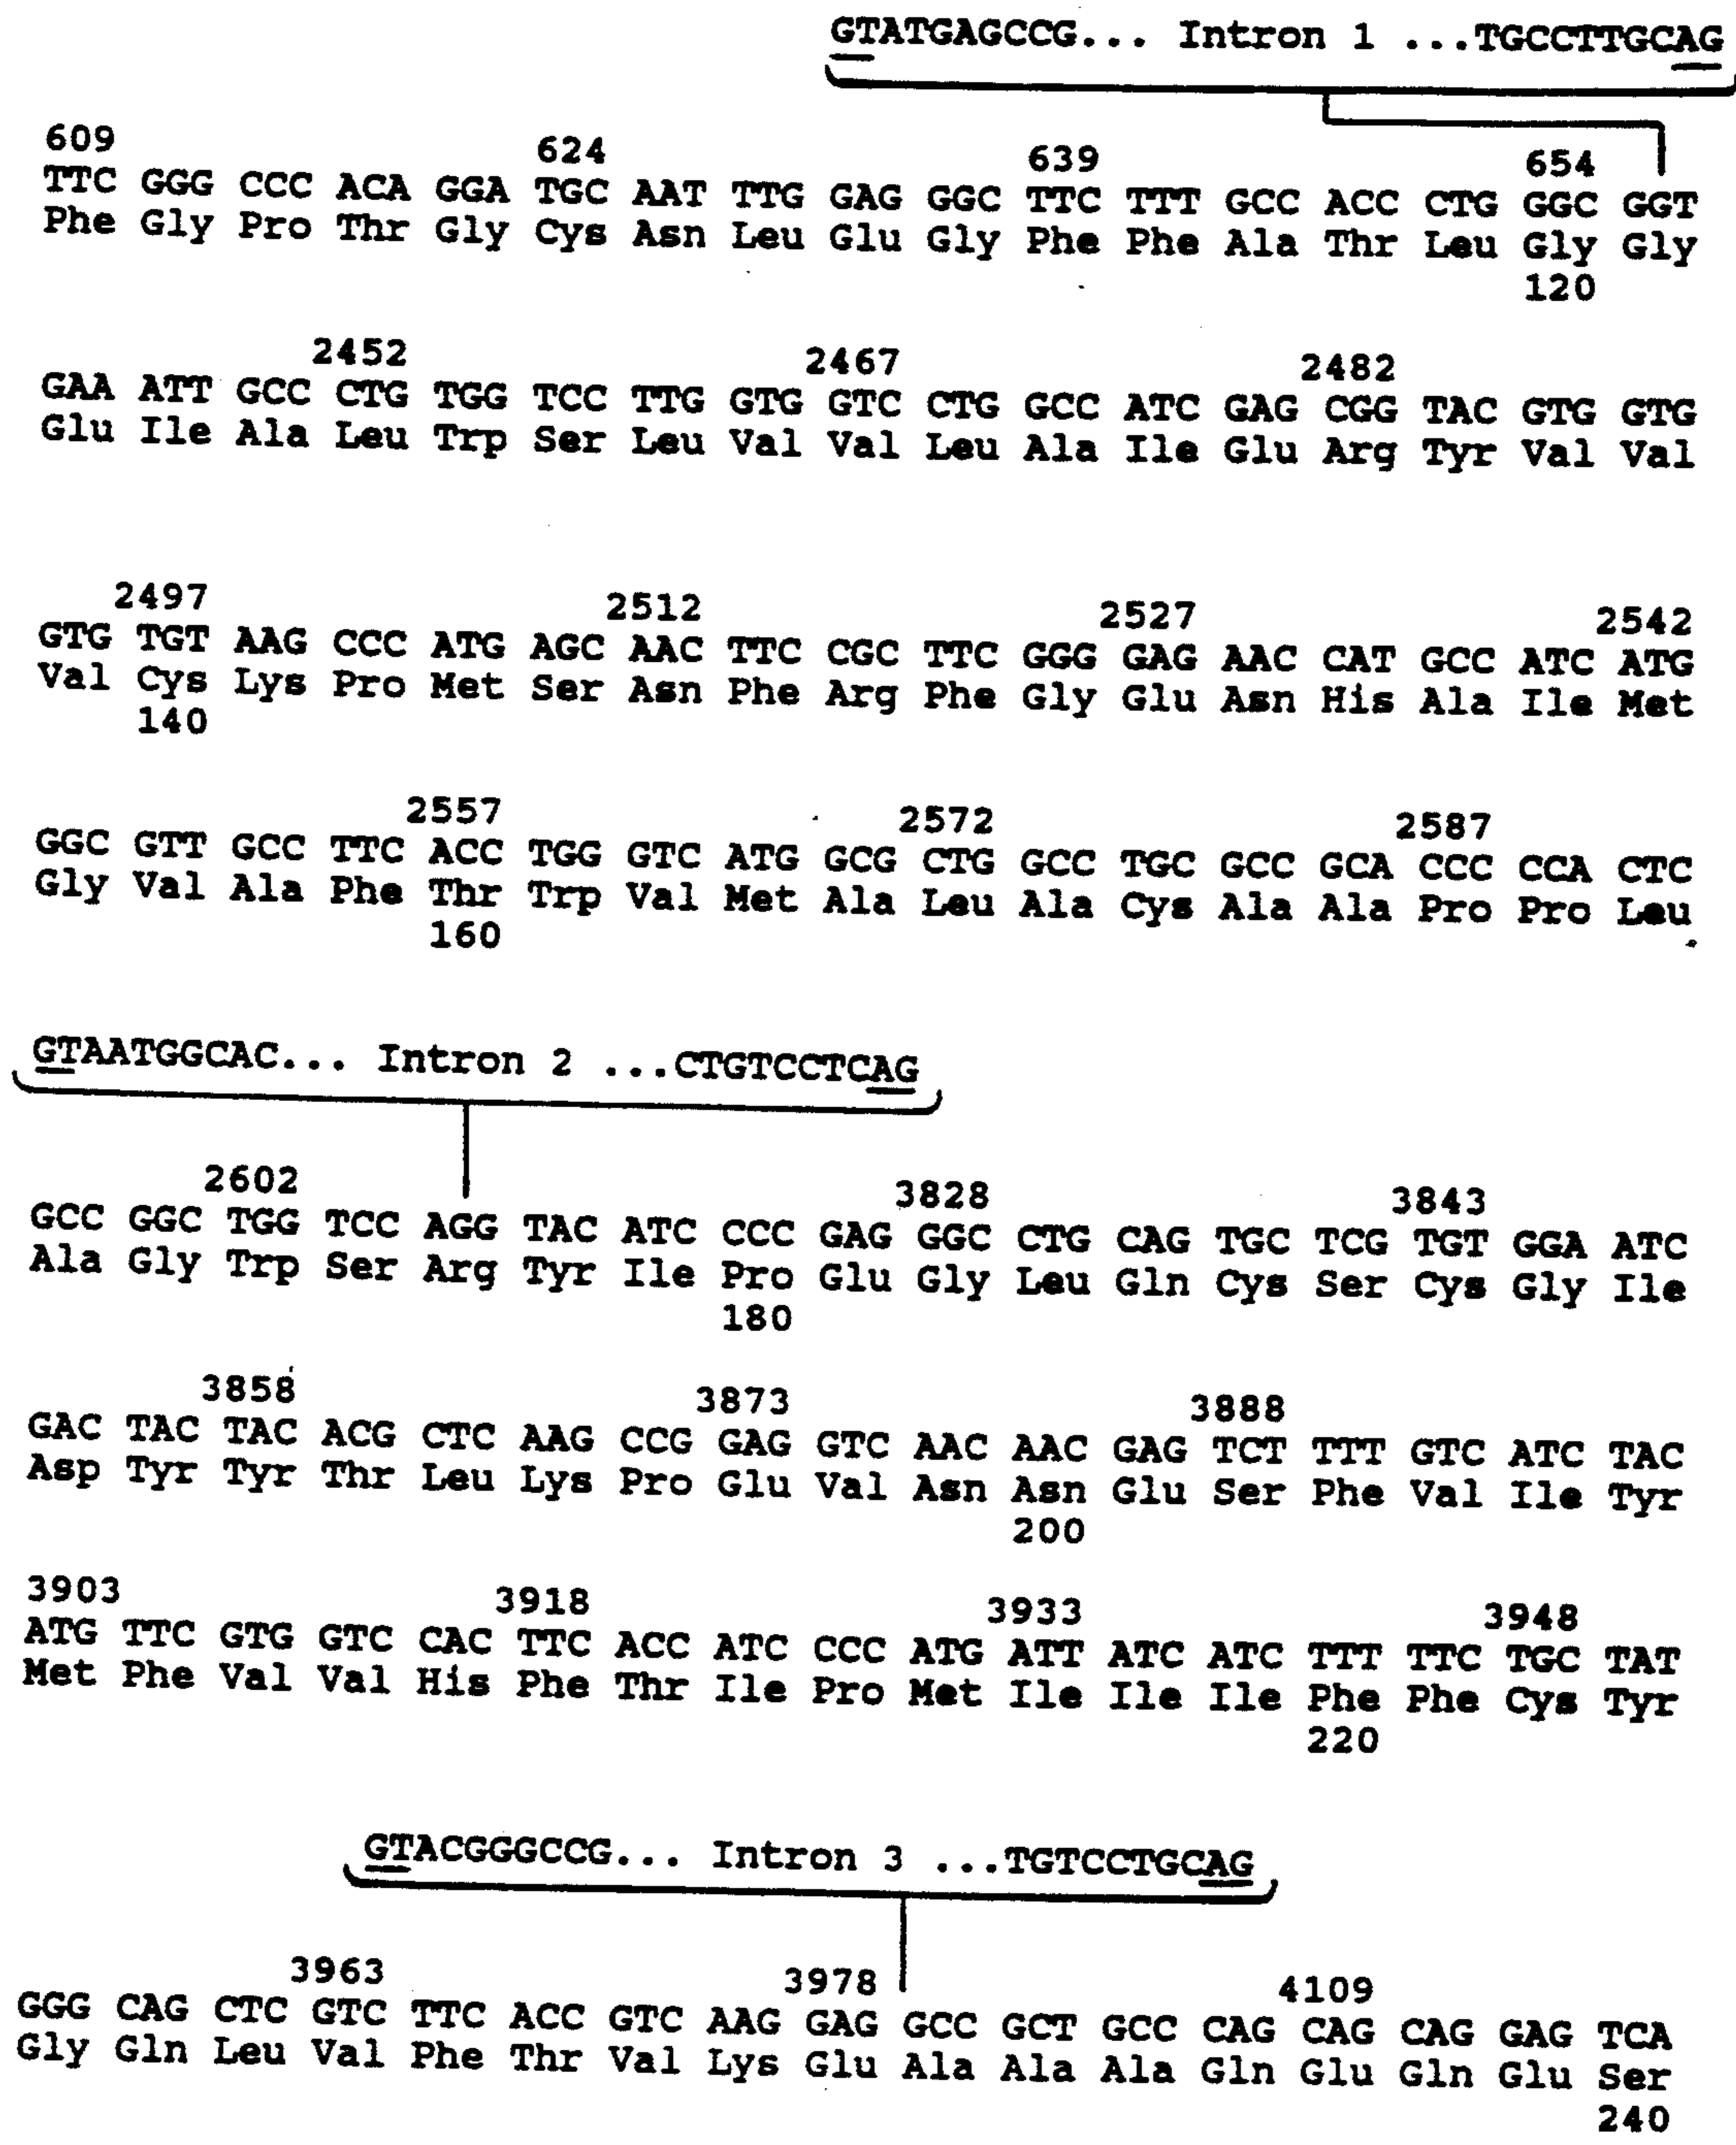 GTATGAGCCG... Intron 1 ...TGCCTTGCAG
609 624 639 654
TTC GGG CCC ACA GGA TGC AAT TTG GAG GGC TTC TTT GCC ACC CTG GGC GGT
Phe Gly Pro Thr Gly Cys Asn Leu Glu Gly Phe Phe Ala Thr Leu Gly Gly
120
2452 2467 2482
GAA ATT GCC CTG TGG TCC TTG GTG GTC CTG GCC ATC GAG CGG TAC GTG GTG
Glu Ile Ala Leu Trp Ser Leu Val Val Leu Ala Ile Glu Arg Tyr Val Val
2497 2512 2527 2542
GTG TGT AAG CCC ATG AGC AAC TTC CGC TTC GGG GAG AAC CAT GCC ATC ATG
Val Cys Lys Pro Met Ser Asn Phe Arg Phe Gly Glu Asn His Ala Ile Met
140
2557 2572 2587
GGC GTT GCC TTC ACC TGG GTC ATG GCG CTG GCC TGC GCC GCA CCC CCA CTC
Gly Val Ala Phe Thr Trp Val Met Ala Leu Ala Cys Ala Ala Pro Pro Leu
160
GTAATGGCAC... Intron 2 ...CTGTCCTCAG
2602 3828 3843
GCC GGC TGG TCC AGG TAC ATC CCC GAG GGC CTG CAG TGC TCG TGT GGA ATC
Ala Gly Trp Ser Arg Tyr Ile Pro Glu Gly Leu Gln Cys Ser Cys Gly Ile
180
3858 3873 3888
GAC TAC TAC ACG CTC AAG CCG GAG GTC AAC AAC GAG TCT TTT GTC ATC TAC
Asp Tyr Tyr Thr Leu Lys Pro Glu Val Asn Asn Glu Ser Phe Val Ile Tyr
200
3903 3918 3933 3948
ATG TTC GTG GTC CAC TTC ACC ATC CCC ATG ATT ATC ATC TTT TTC TGC TAT
Met Phe Val Val His Phe Thr Ile Pro Met Ile Ile Ile Phe Phe Cys Tyr
220
GTACGGGCCG... Intron 3 ...TGTCCTGCAG
3963 3978 4109
GGG CAG CTC GTC TTC ACC GTC AAG GAG GCC GCT GCC CAG CAG CAG GAG TCA
Gly Gln Leu Val Phe Thr Val Lys Glu Ala Ala Ala Gln Glu Gln Glu Ser
240